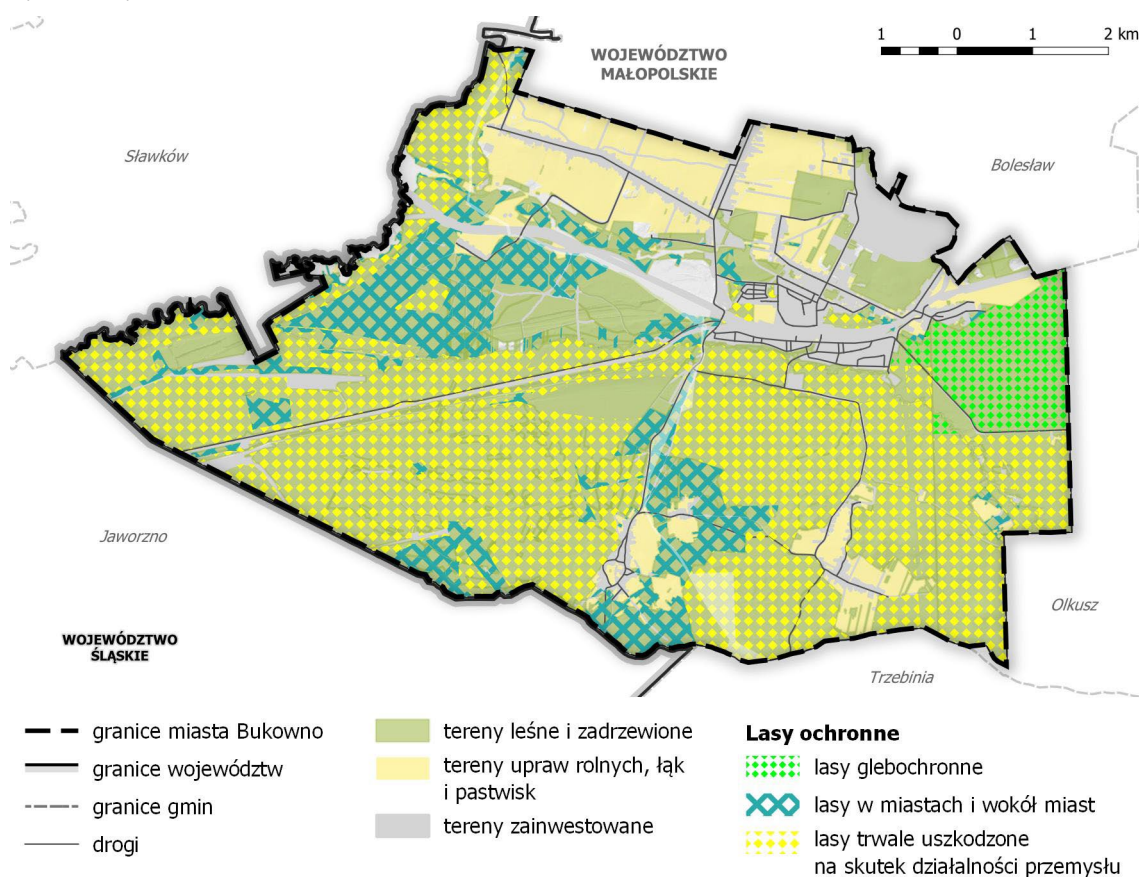 1 0 1 2 km
WOJEWÓDZTWO
MAŁOPOLSKIE
Sławków
Bolesław
Jaworzno
Olkusz
WOJEWÓDZTWO
ŚLĄSKIE
Trzebinia
granice miasta Bukowno
granice województw
granice gmin
drogi
tereny leśne i zadrzewione
tereny upraw rolnych, łąk
i pastwisk
tereny zainwestowane
Lasy ochronne
lasy glebochronne
lasy w miastach i wokół miast
lasy trwale uszkodzone
na skutek działalności przemysłu